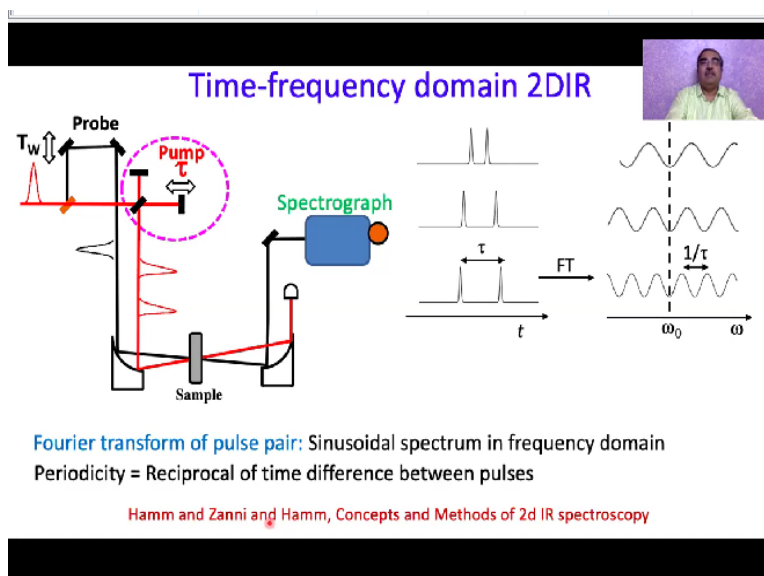 Time-frequency domain 2DIR
Probe
T_W
Pump
τ
Spectrograph
Sample
τ
FT
t
1/τ
ω₀
ω
Fourier transform of pulse pair: Sinusoidal spectrum in frequency domain
Periodicity = Reciprocal of time difference between pulses
Hamm and Zanni and Hamm, Concepts and Methods of 2d IR spectroscopy